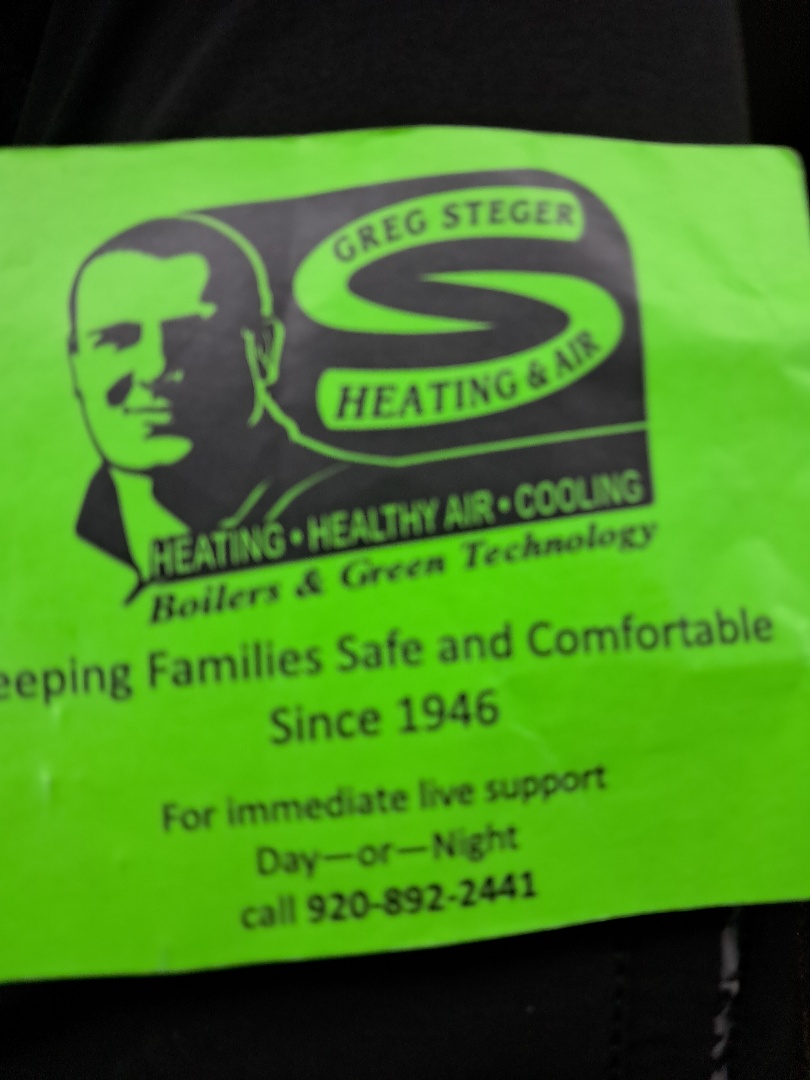 GREG STEGER
HEATING & AIR
HEATING • HEALTHY AIR • COOLING
Boilers & Green Technology
eeping Families Safe and Comfortable
Since 1946
For immediate live support
Day—or—Night
call 920-892-2441